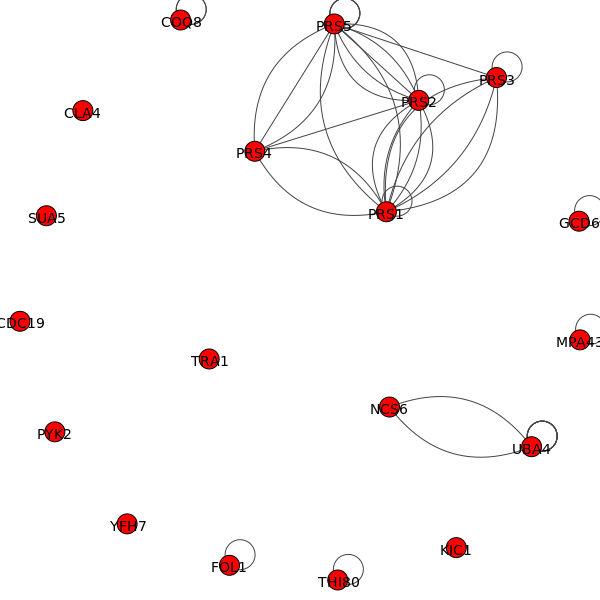 COQ8
PRS5
PRS3
PRS2
CLA4
PRS4
PRS1
SUA5
GCD6
CDC19
MPA43
TRA1
NCS6
PYK2
UBA4
YFH7
KIC1
FOL1
THI80